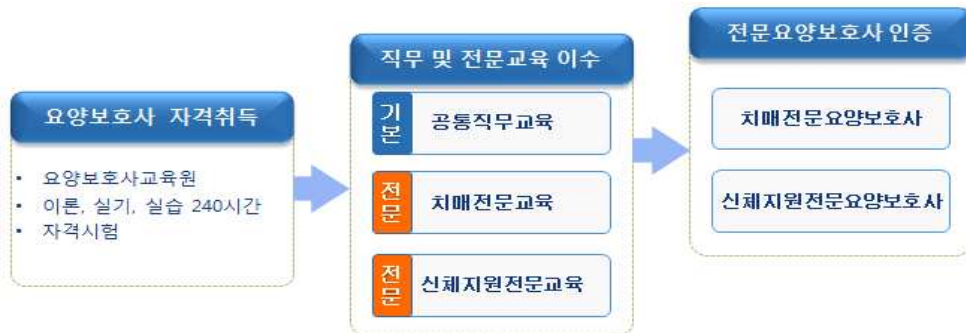 요양보호사 자격취득
• 요양보호사교육원
• 이론, 실기, 실습 240시간
• 자격시험
직무 및 전문교육 이수
기본
공통직무교육
전문
치매전문교육
전문
신체지원전문교육
전문요양보호사 인증
치매전문요양보호사
신체지원전문요양보호사